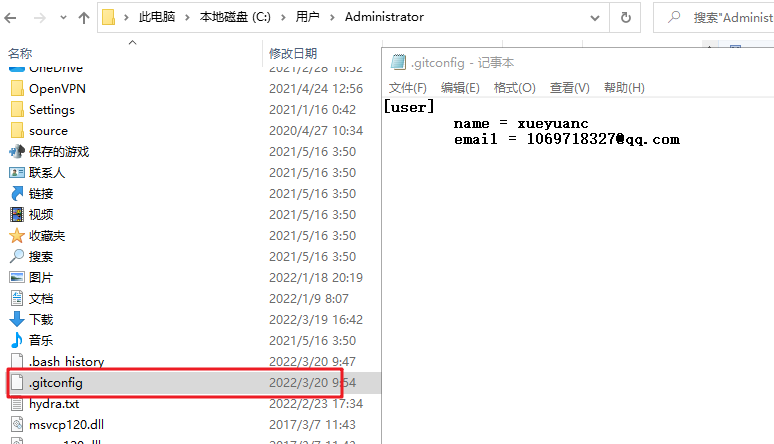 此电脑 > 本地磁盘 (C:) > 用户 > Administrator
搜索"Administ
名称 修改日期
OneDrive 2021/2/28 16:52
OpenVPN 2021/4/24 12:56
Settings 2021/1/16 0:42
source 2020/4/27 10:34
保存的游戏 2021/5/16 3:50
联系人 2021/5/16 3:50
链接 2021/5/16 3:50
视频 2021/5/16 3:50
收藏夹 2021/5/16 3:50
搜索 2021/5/16 3:50
图片 2022/1/18 20:19
文档 2022/1/9 8:07
下载 2022/3/19 16:42
音乐 2021/5/16 3:50
.bash_history 2022/3/20 9:47
.gitconfig 2022/3/20 9:54
hydra.txt 2022/2/23 17:34
msvcp120.dll 2017/3/7 11:43
2017/3/7 11:43
.gitconfig - 记事本
文件(F) 编辑(E) 格式(O) 查看(V) 帮助(H)
[user]
name = xueyuanc
email = 1069718327@qq.com